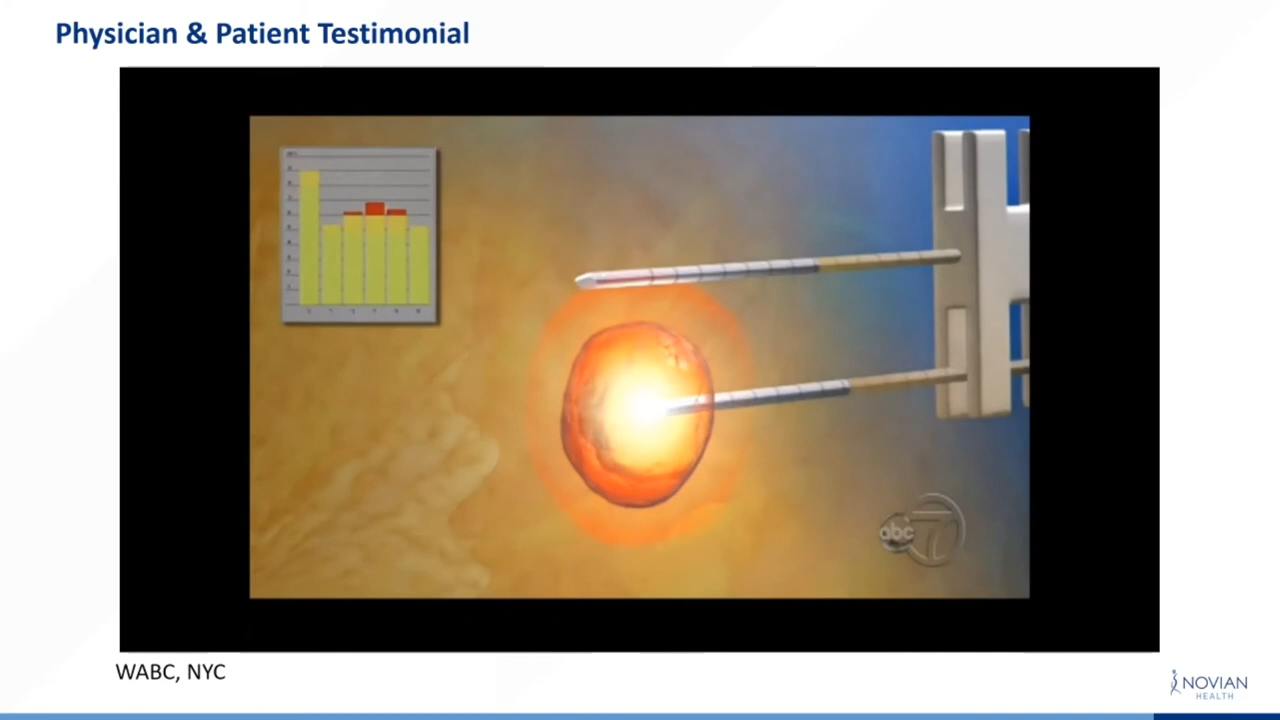 Physician & Patient Testimonial
abc 7
WABC, NYC
NOVIAN
HEALTH